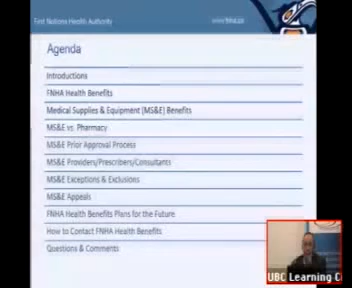 First Nations Health Authority
www.fnha.ca
Agenda
Introductions
FNHA Health Benefits
Medical Supplies & Equipment [MS&E] Benefits
MS&E vs. Pharmacy
MS&E Prior Approval Process
MS&E Providers/Prescribers/Consultants
MS&E Exceptions & Exclusions
MS&E Appeals
FNHA Health Benefits Plans for the Future
How to Contact FNHA Health Benefits
Questions & Comments
UBC Learning C